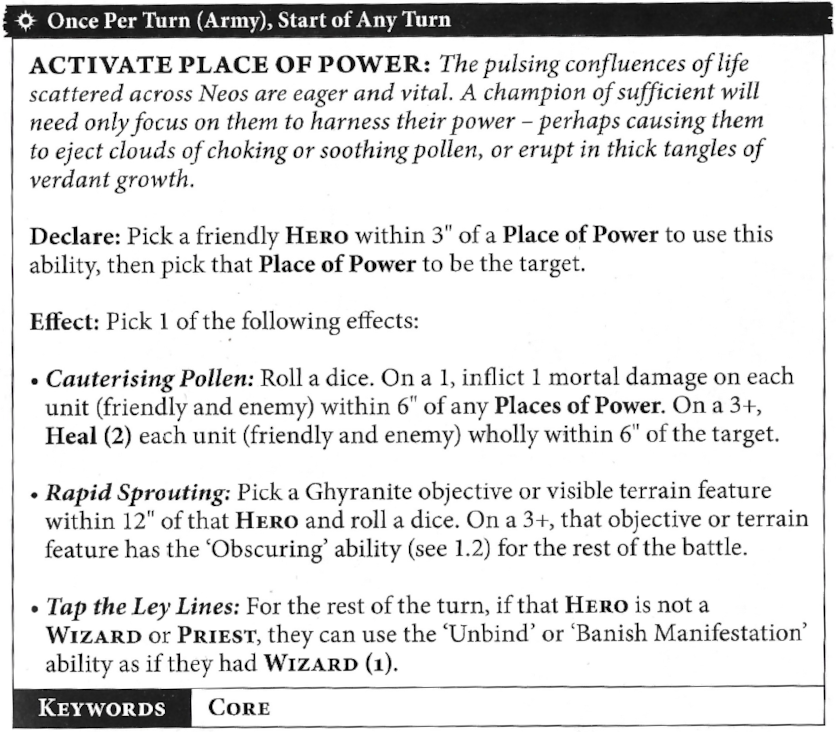 Once Per Turn (Army), Start of Any Turn
ACTIVATE PLACE OF POWER: The pulsing confluences of life
scattered across Neos are eager and vital. A champion of sufficient will
need only focus on them to harness their power – perhaps causing them
to eject clouds of choking or soothing pollen, or erupt in thick tangles of
verdant growth.
Declare: Pick a friendly HERO within 3" of a Place of Power to use this
ability, then pick that Place of Power to be the target.
Effect: Pick 1 of the following effects:
• Cauterising Pollen: Roll a dice. On a 1, inflict 1 mortal damage on each
unit (friendly and enemy) within 6" of any Places of Power. On a 3+,
Heal (2) each unit (friendly and enemy) wholly within 6" of the target.
• Rapid Sprouting: Pick a Ghyranite objective or visible terrain feature
within 12" of that HERO and roll a dice. On a 3+, that objective or terrain
feature has the ‘Obscuring’ ability (see 1.2) for the rest of the battle.
• Tap the Ley Lines: For the rest of the turn, if that HERO is not a
WIZARD or PRIEST, they can use the ‘Unbind’ or ‘Banish Manifestation’
ability as if they had WIZARD (1).
KEYWORDS CORE